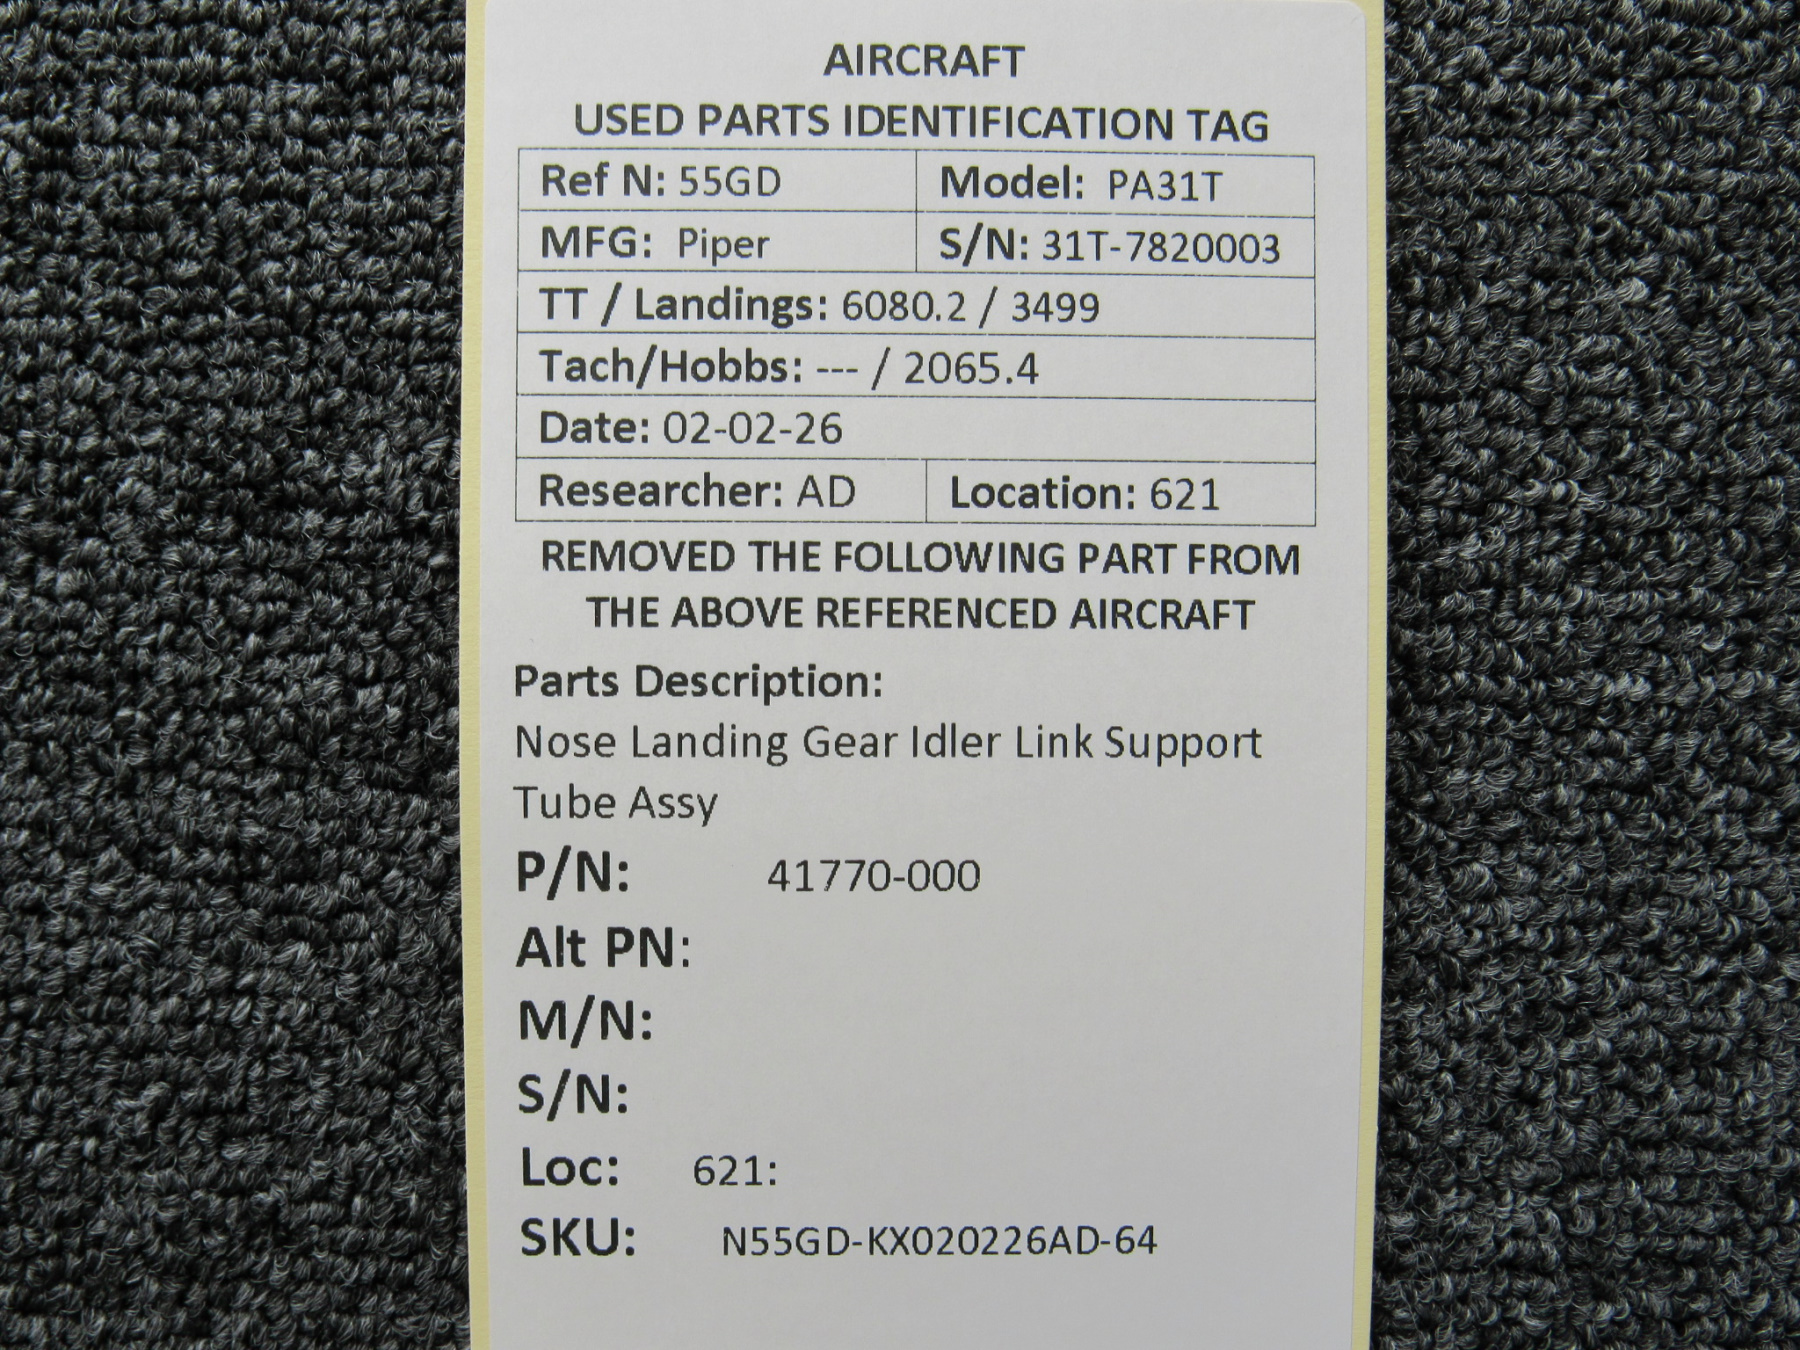 AIRCRAFT
USED PARTS IDENTIFICATION TAG
Ref N: 55GD Model: PA31T
MFG: Piper S/N: 31T-7820003
TT / Landings: 6080.2 / 3499
Tach/Hobbs: --- / 2065.4
Date: 02-02-26
Researcher: AD Location: 621
REMOVED THE FOLLOWING PART FROM
THE ABOVE REFERENCED AIRCRAFT
Parts Description:
Nose Landing Gear Idler Link Support
Tube Assy
P/N: 41770-000
Alt PN:
M/N:
S/N:
Loc: 621:
SKU: N55GD-KX020226AD-64